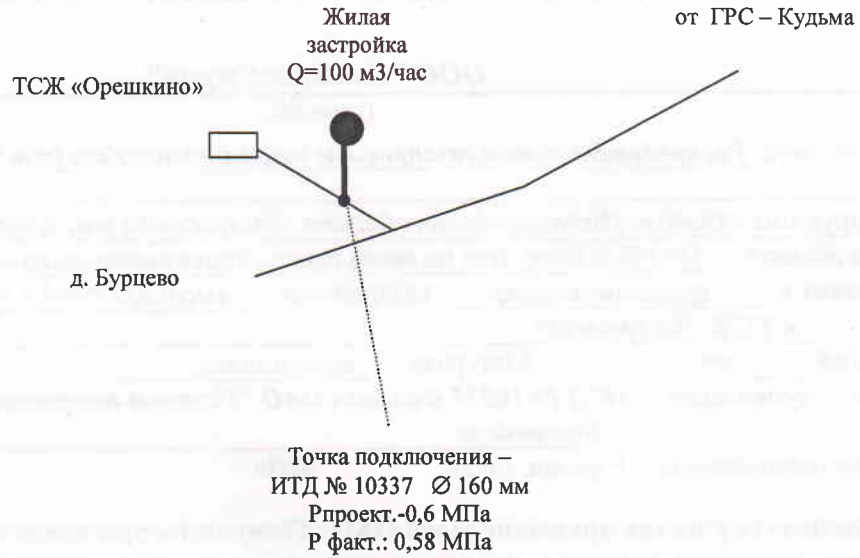 Жилая
застройка
Q=100 м3/час
от ГРС – Кудьма
ТСЖ «Орешкино»
д. Бурцево
Точка подключения –
ИТД № 10337 Ø 160 мм
Рпроект.-0,6 МПа
Р факт.: 0,58 МПа